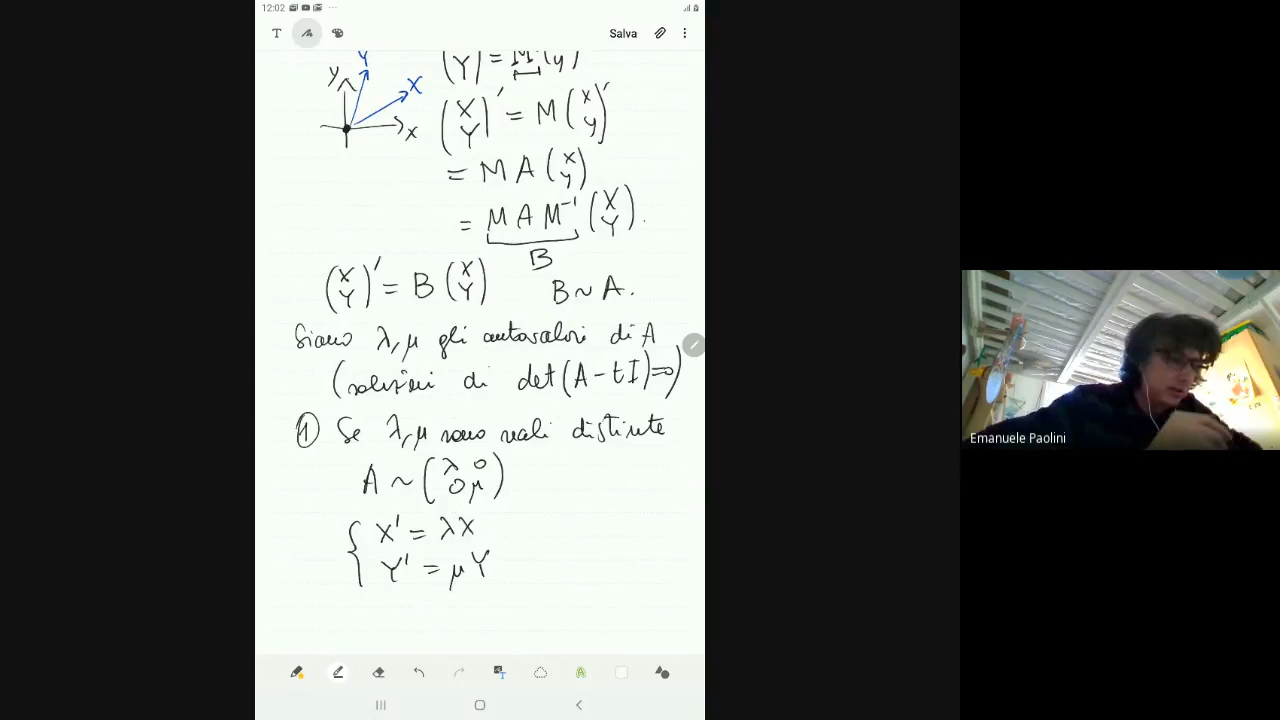 12:02
T Salva
(Y) = M (y)
y Y X x
(X Y)' = M (x y)'
= M A (x y)
= M A M⁻¹ (X Y).
B
(X Y)' = B (X Y) B ~ A.
Siano λ, μ gli autovalori di A
(soluzioni di det(A - tI)=0)
① Se λ, μ sono reali distinte
A ~ (λ 0 0 μ)
{ X' = λX
Y' = μY
Emanuele Paolini